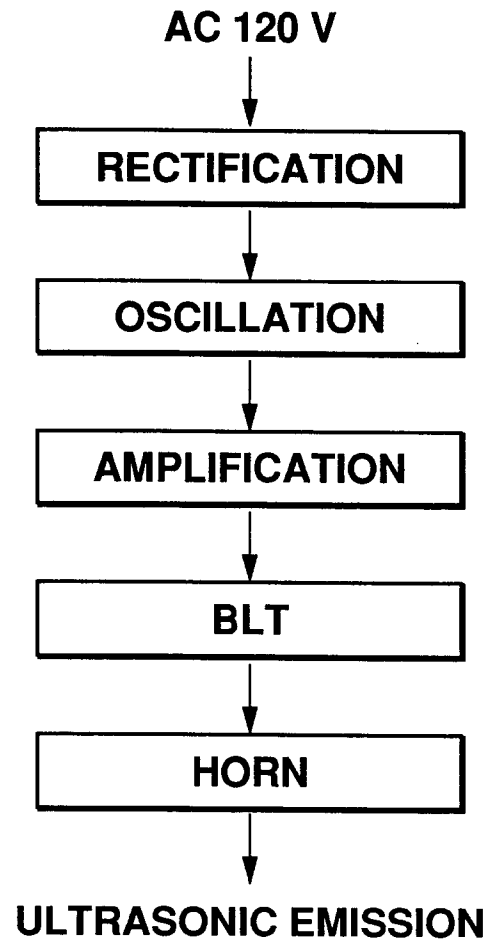 AC 120 V
RECTIFICATION
OSCILLATION
AMPLIFICATION
BLT
HORN
ULTRASONIC EMISSION